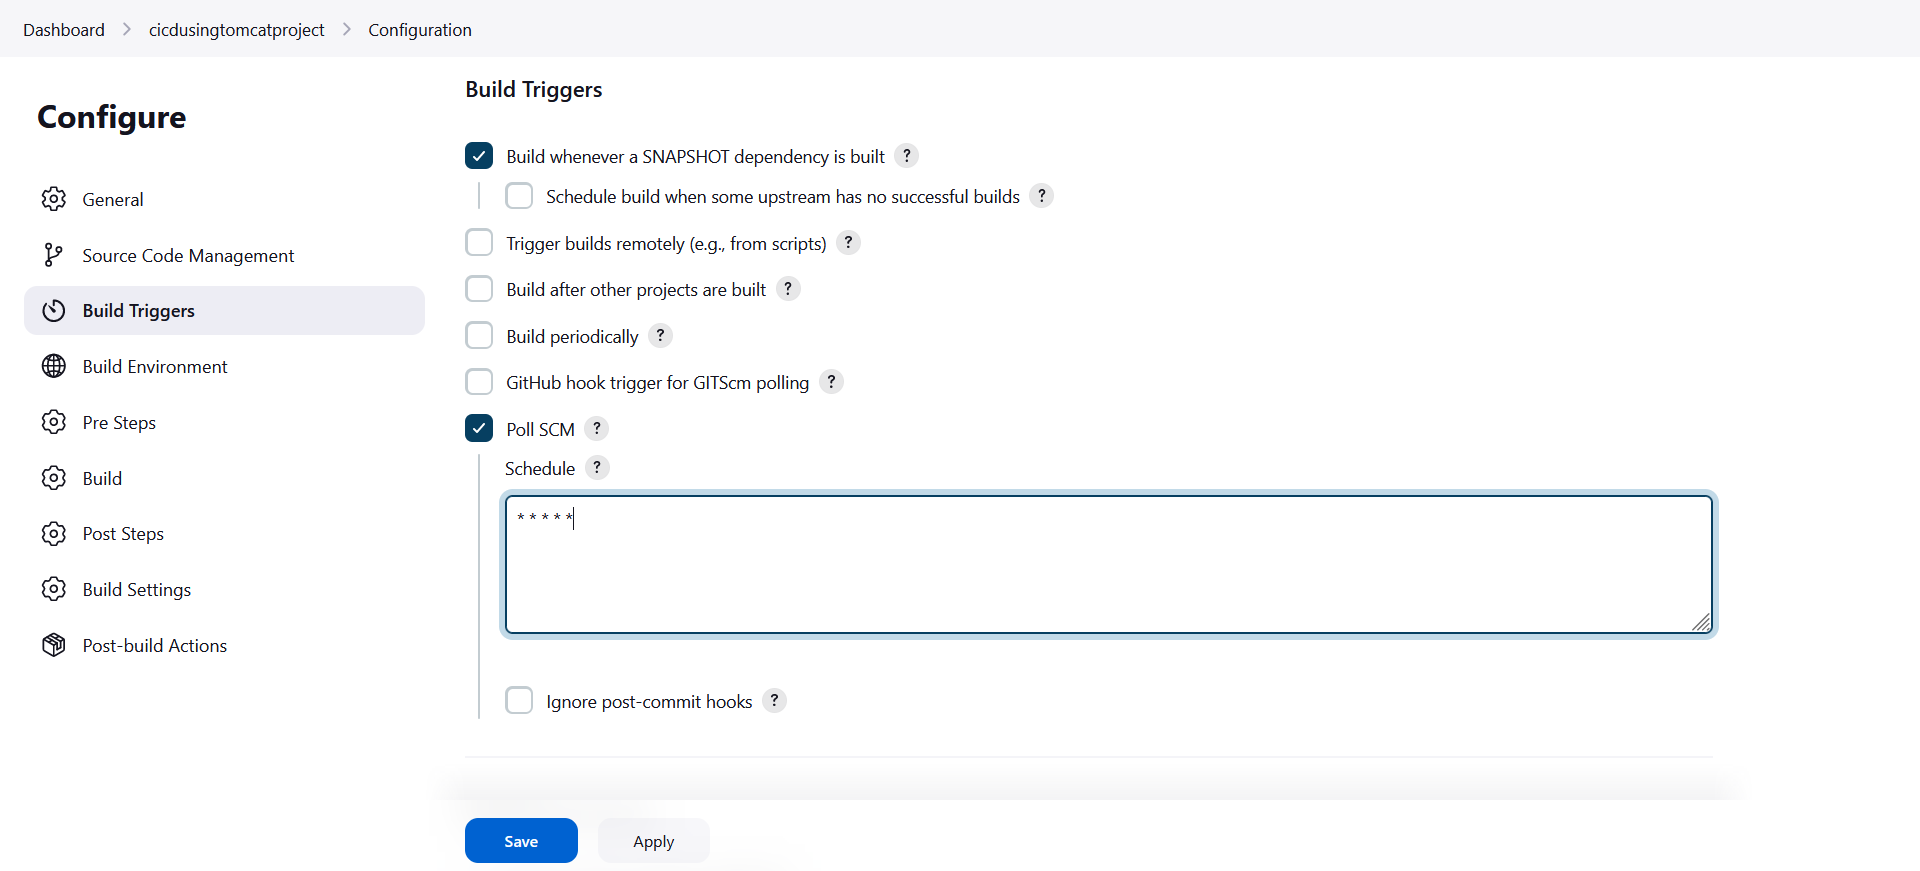 Dashboard > cicdusingtomcatproject > Configuration
Configure
General
Source Code Management
Build Triggers
Build Environment
Pre Steps
Build
Post Steps
Build Settings
Post-build Actions
Build Triggers
Build whenever a SNAPSHOT dependency is built ?
Schedule build when some upstream has no successful builds ?
Trigger builds remotely (e.g., from scripts) ?
Build after other projects are built ?
Build periodically ?
GitHub hook trigger for GITScm polling ?
Poll SCM ?
Schedule ?
* * * * *
Ignore post-commit hooks ?
Save Apply